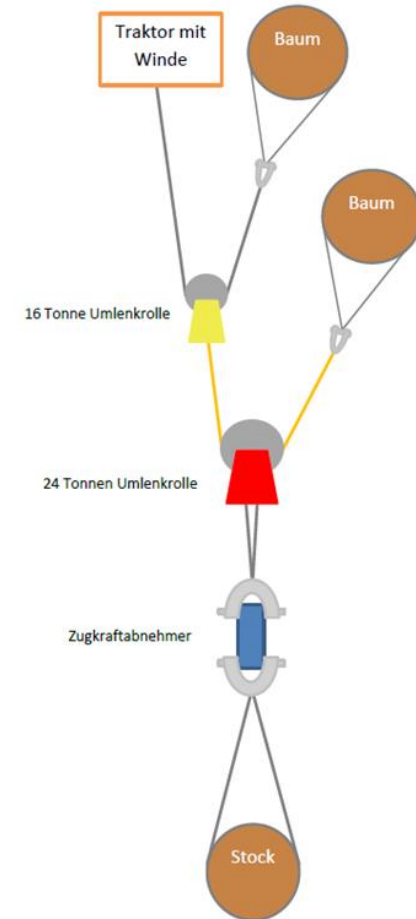 Traktor mit
Winde
Baum
Baum
16 Tonne Umlenkrolle
24 Tonnen Umlenkrolle
Zugkraftabnehmer
Stock